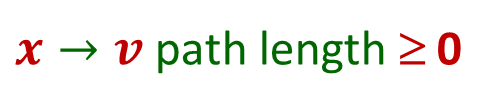 x → v path length ≥ 0